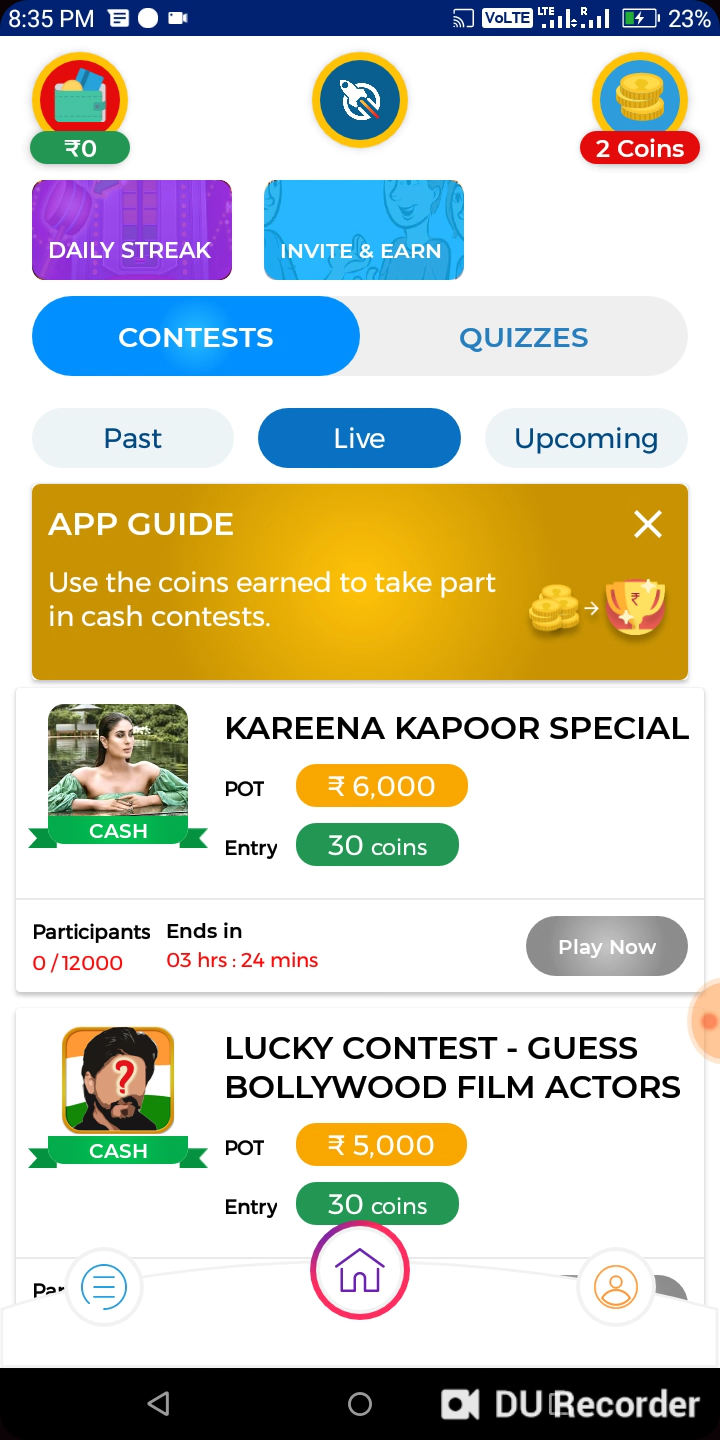 8:35 PM
VoLTE LTE R 23%
₹0
2 Coins
DAILY STREAK
INVITE & EARN
CONTESTS
QUIZZES
Past
Live
Upcoming
APP GUIDE
Use the coins earned to take part
in cash contests.
₹
KAREENA KAPOOR SPECIAL
POT
₹ 6,000
CASH
Entry
30 coins
Participants
Ends in
0 / 12000
03 hrs : 24 mins
Play Now
?
LUCKY CONTEST - GUESS
BOLLYWOOD FILM ACTORS
POT
₹ 5,000
CASH
Entry
30 coins
Par
DU Recorder